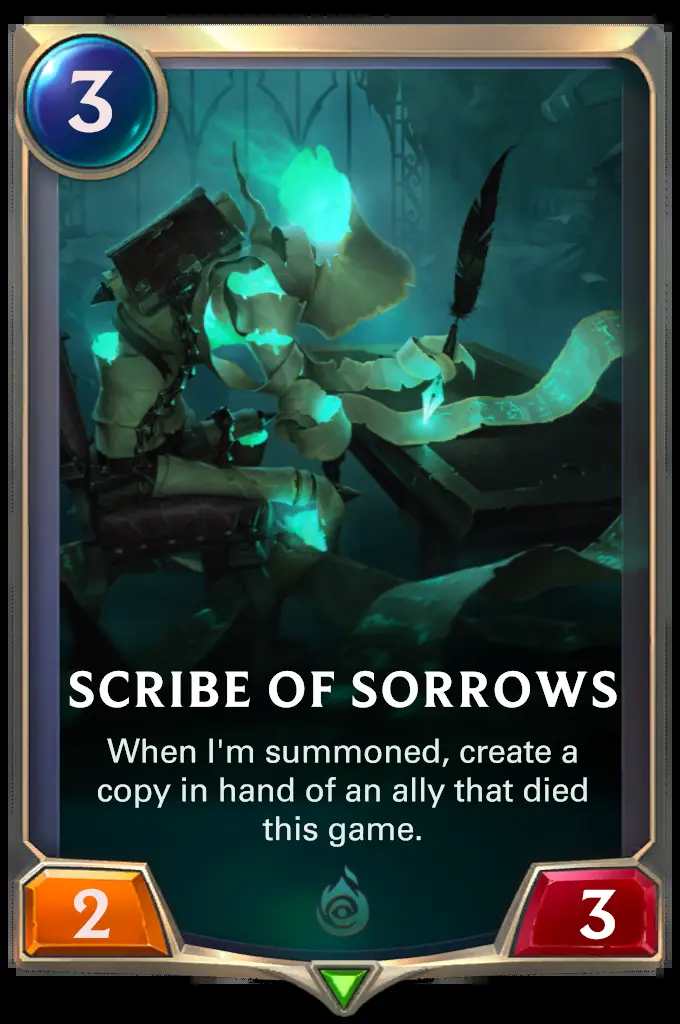 3
SCRIBE OF SORROWS
When I'm summoned, create a
copy in hand of an ally that died
this game.
2
3